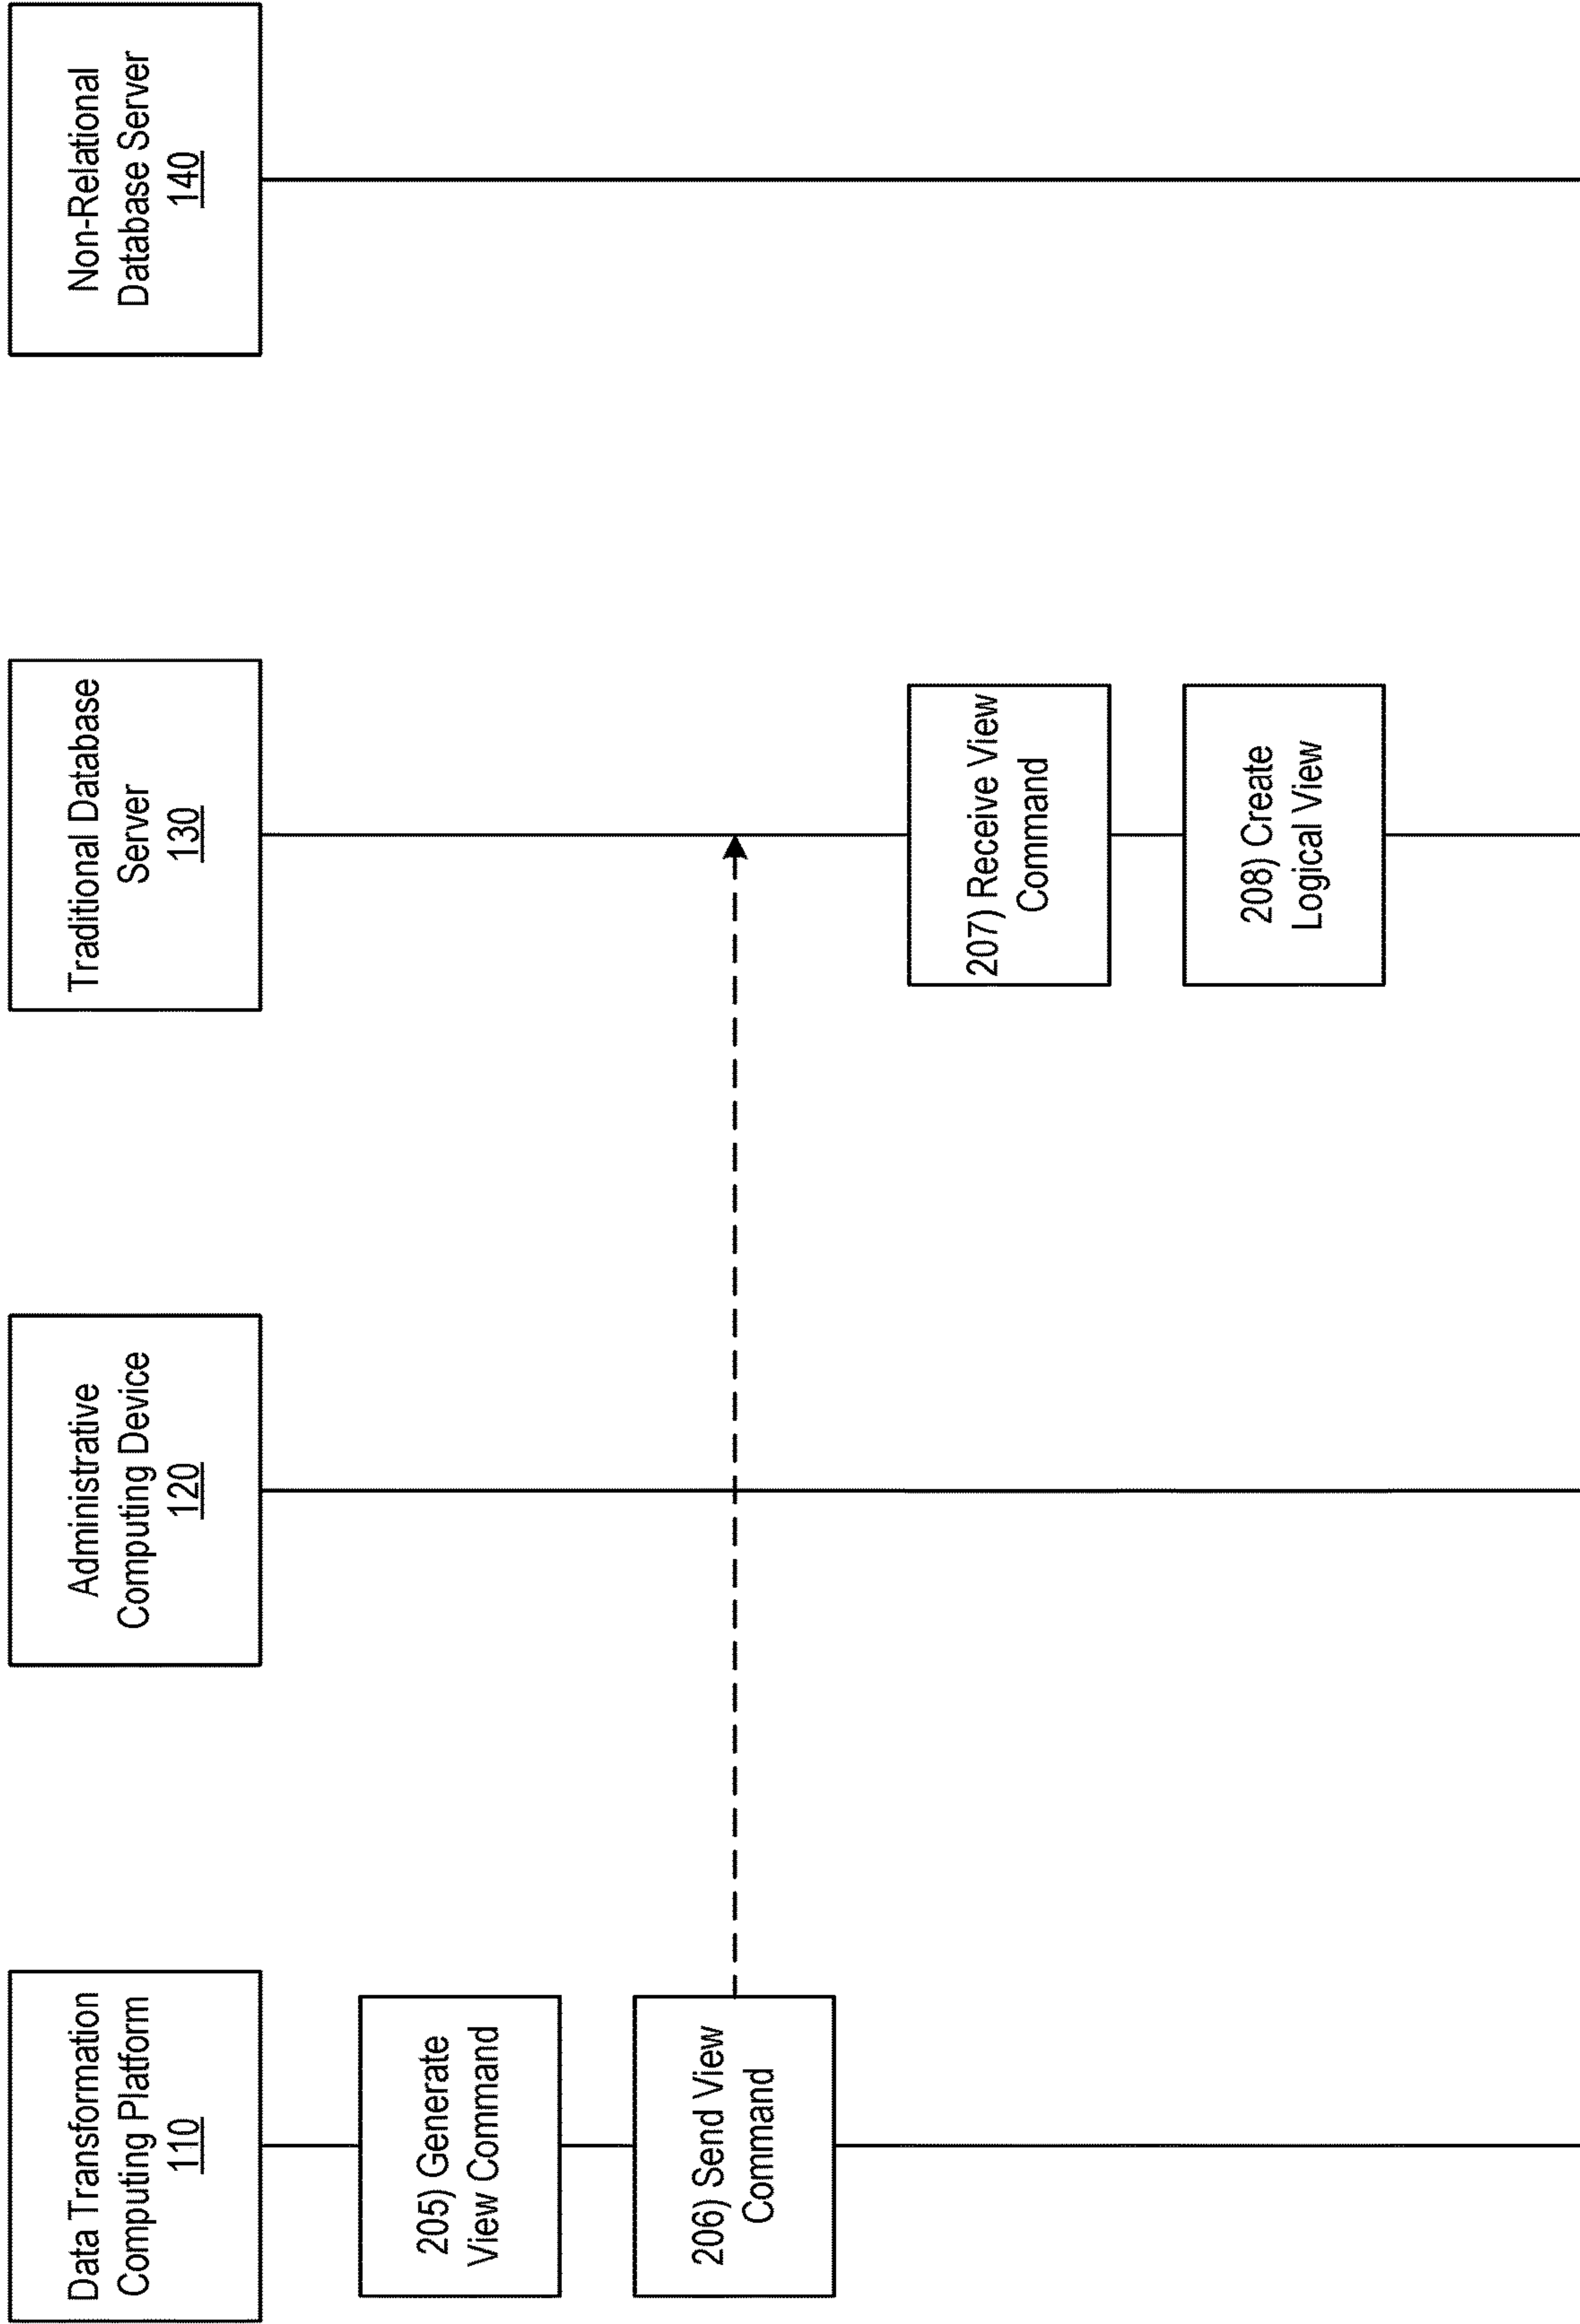 Data Transformation
Computing Platform
110
Administrative
Computing Device
120
Traditional Database
Server
130
Non-Relational
Database Server
140
205) Generate
View Command
206) Send View
Command
207) Receive View
Command
208) Create
Logical View